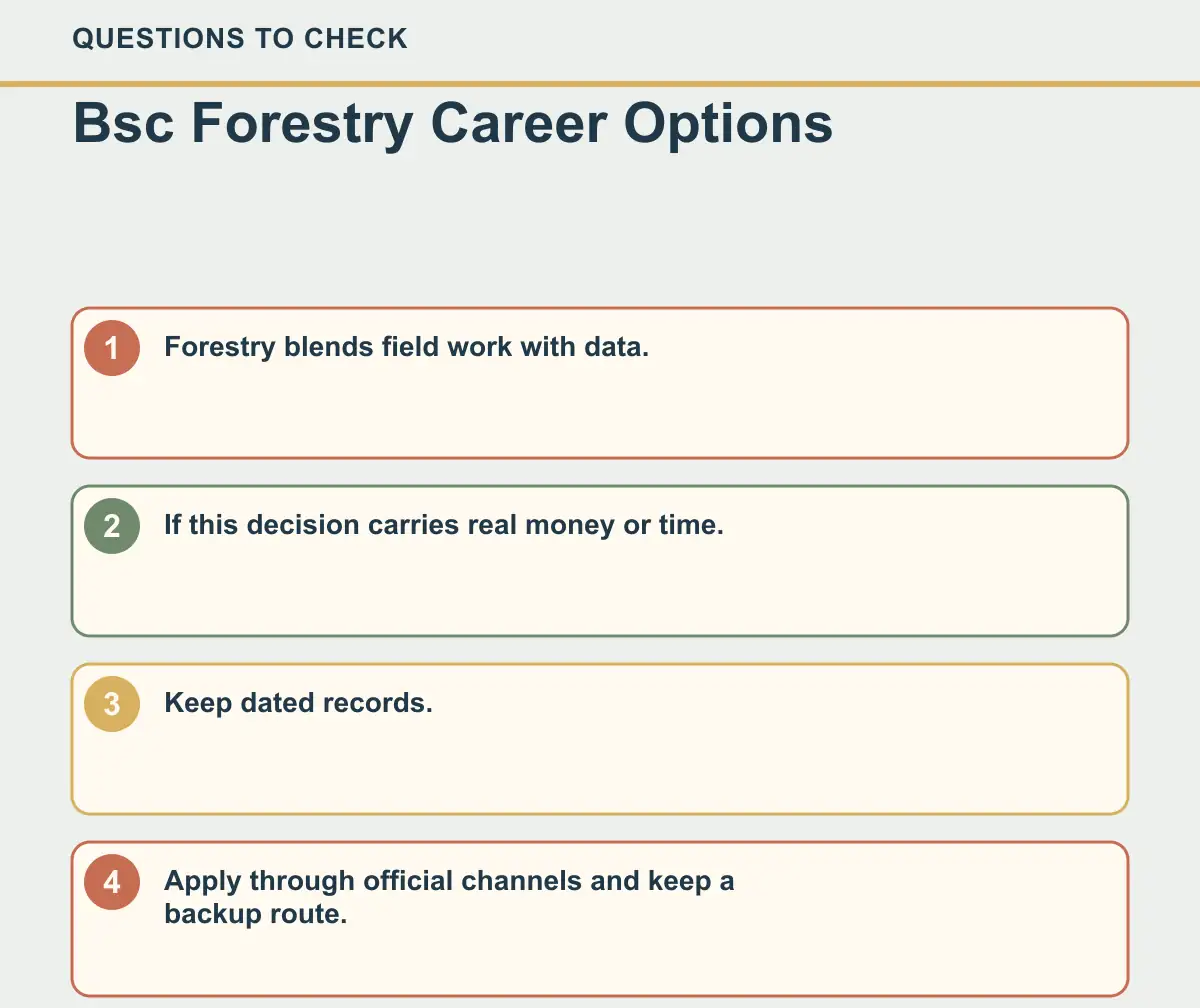 QUESTIONS TO CHECK
Bsc Forestry Career Options
1
Forestry blends field work with data.
2
If this decision carries real money or time.
3
Keep dated records.
4
Apply through official channels and keep a
backup route.